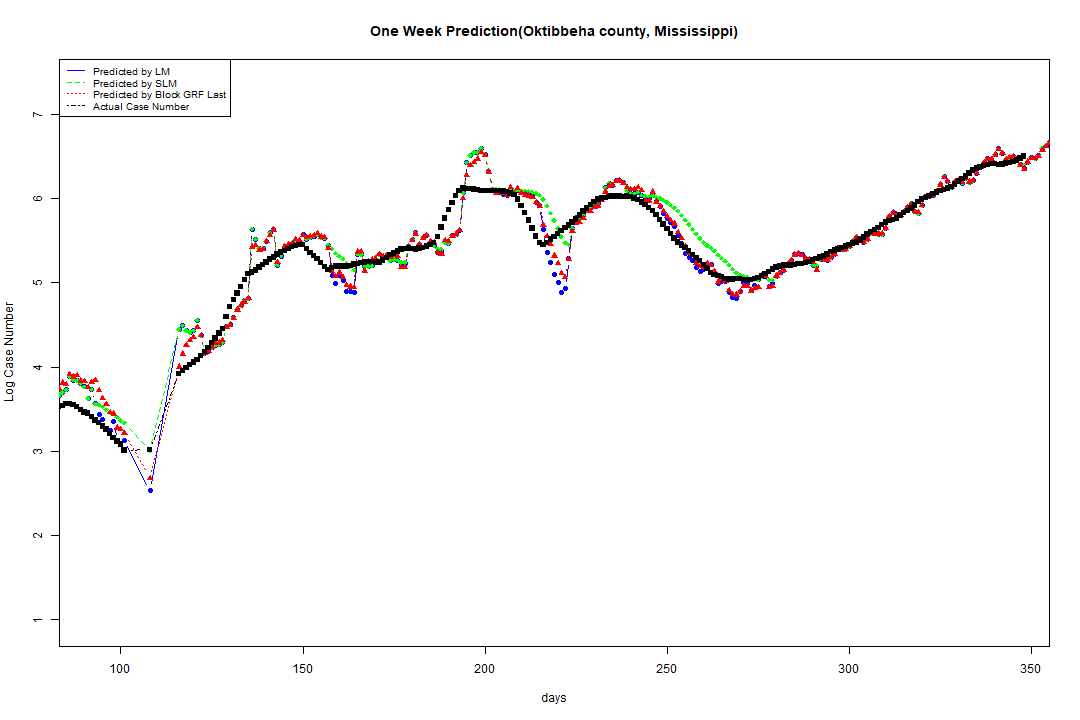 One Week Prediction(Oktibbeha county, Mississippi)
Predicted by LM
Predicted by SLM
Predicted by Block GRF Last
Actual Case Number
7
6
5
4
3
2
1
Log Case Number
100 150 200 250 300 350
days